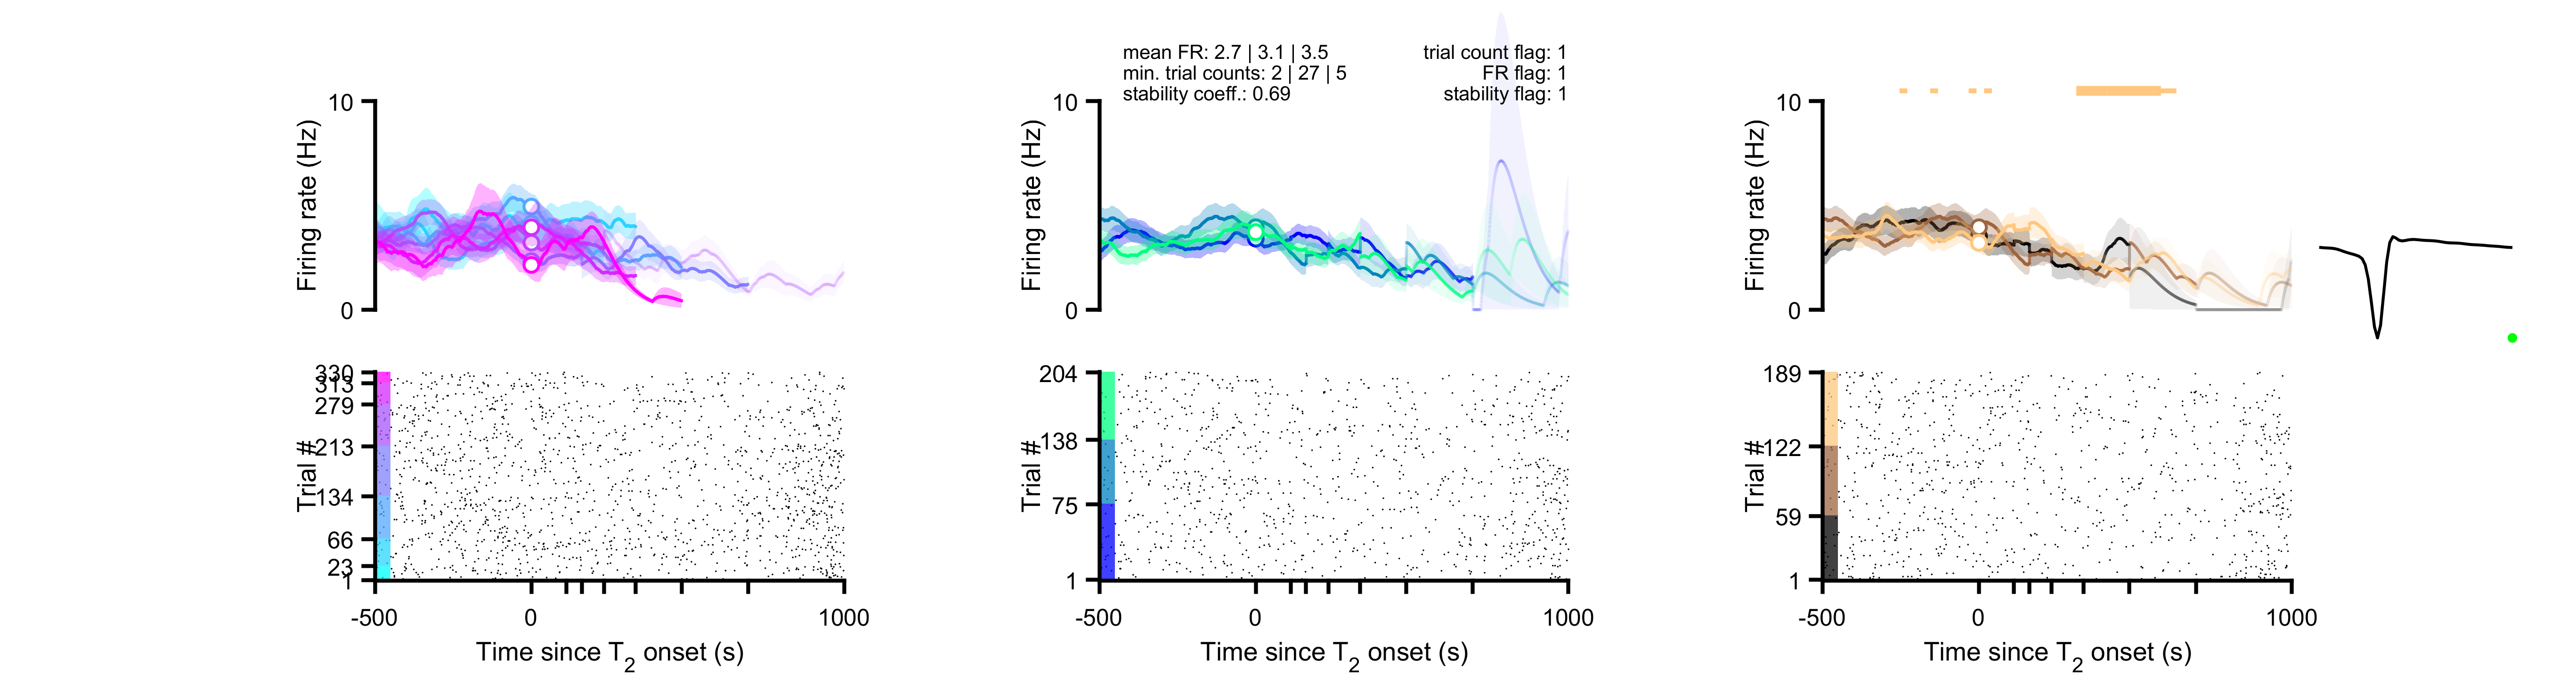 mean FR: 2.7 | 3.1 | 3.5
min. trial counts: 2 | 27 | 5
stability coeff.: 0.69
trial count flag: 1
FR flag: 1
stability flag: 1
10
0
Firing rate (Hz)
10
0
Firing rate (Hz)
10
0
Firing rate (Hz)
330
313
279
213
134
66
23
1
Trial #
-500
0
1000
Time since T2 onset (s)
204
138
75
1
Trial #
-500
0
1000
Time since T2 onset (s)
189
122
59
1
Trial #
-500
0
1000
Time since T2 onset (s)